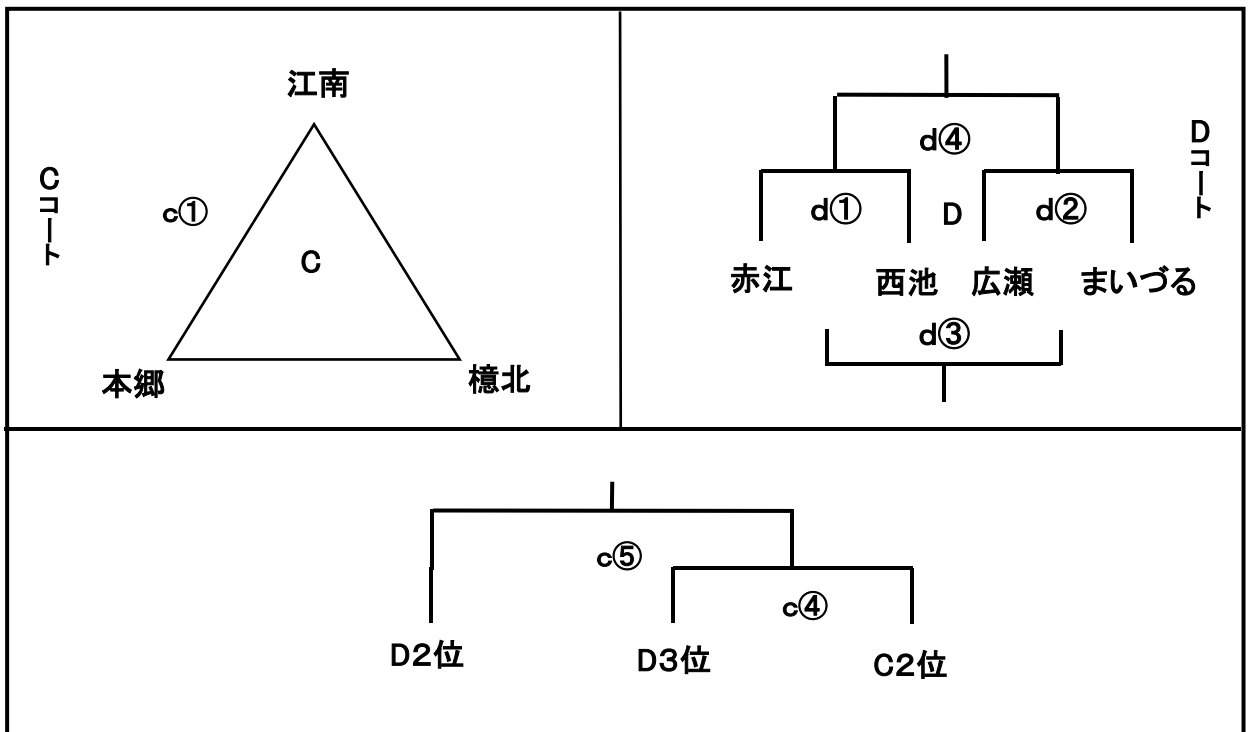 江南
Cコート
c①
C
本郷
檍北
d④
Dコート
d①
D
d②
赤江
西池
広瀬
まいづる
d③
c⑤
c④
D2位
D3位
C2位